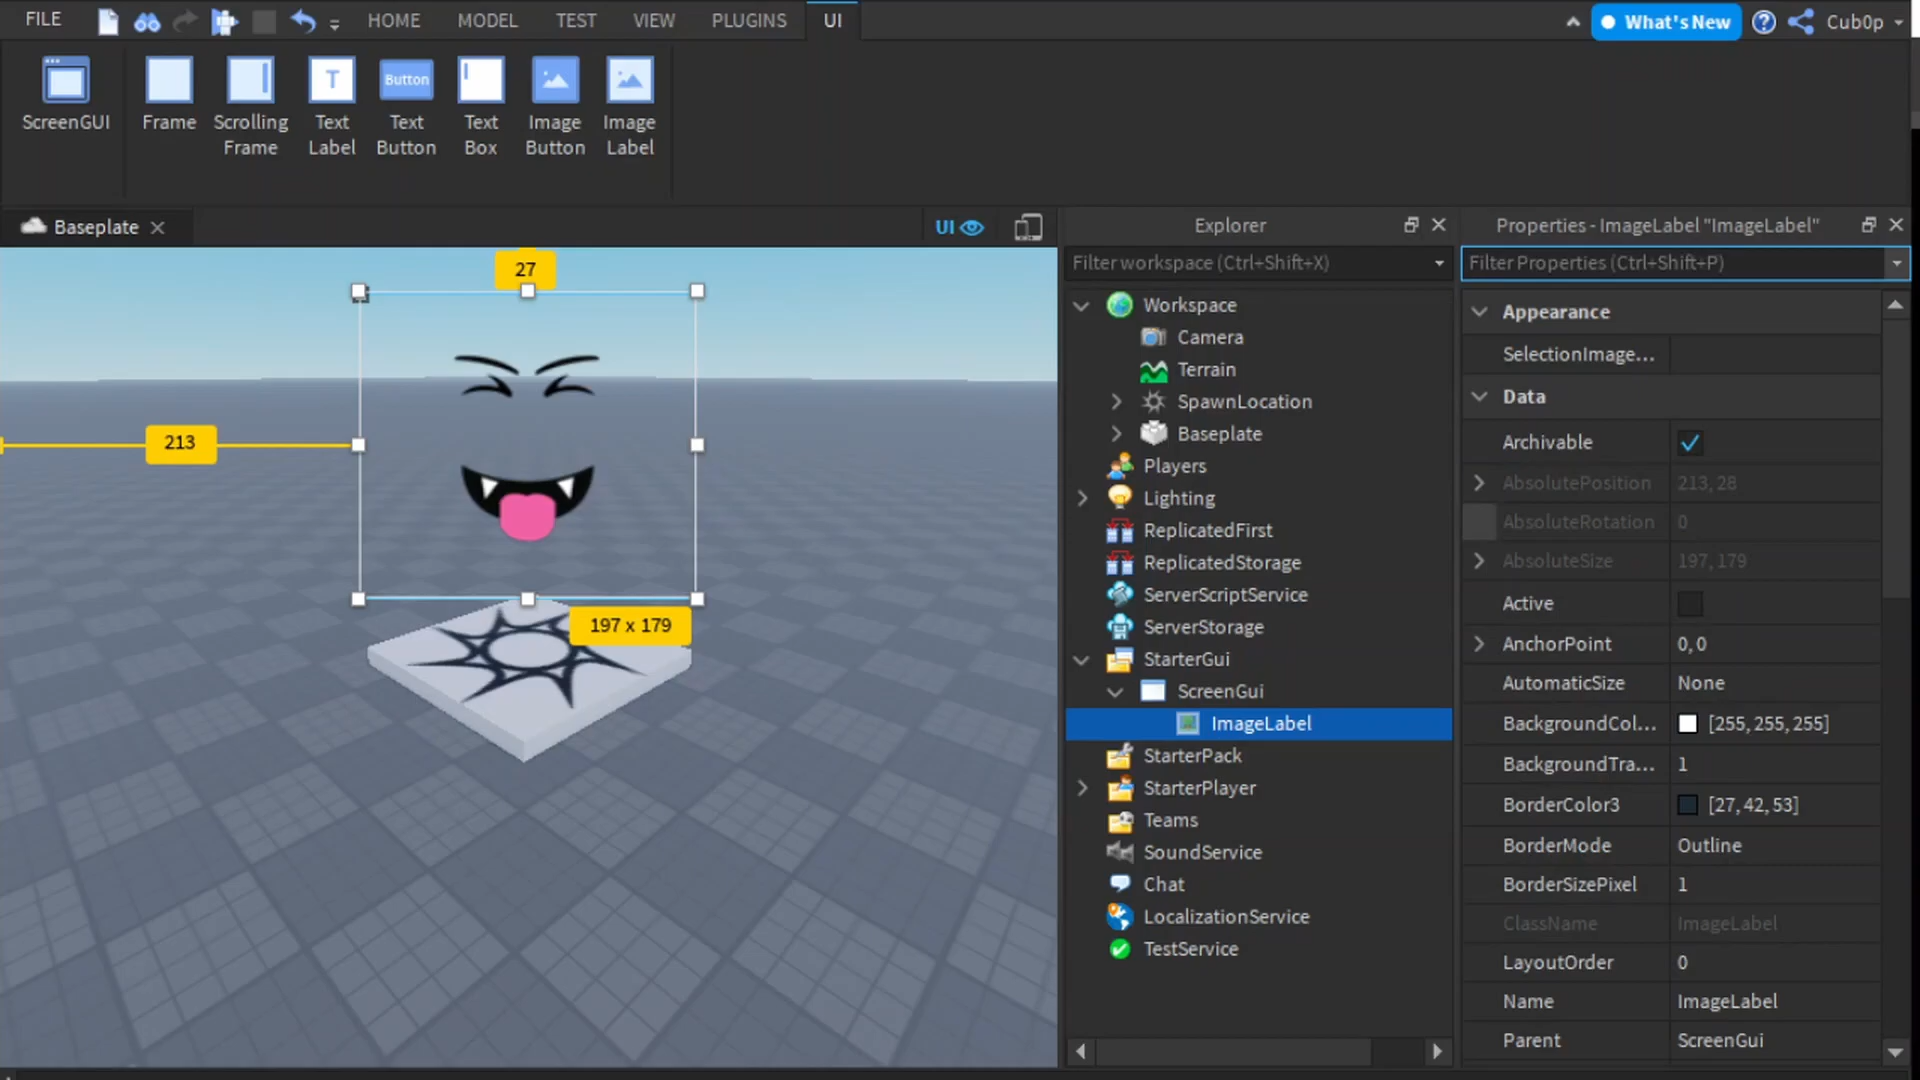 FILE HOME MODEL TEST VIEW PLUGINS UI What's New Cub0p
ScreenGUI
Frame
Scrolling
Frame
T
Text
Label
Button
Text
Button
Text
Box
Image
Button
Image
Label
Baseplate
UI
27
213
197 x 179
Explorer
Filter workspace (Ctrl+Shift+X)
Workspace
Camera
Terrain
SpawnLocation
Baseplate
Players
Lighting
ReplicatedFirst
ReplicatedStorage
ServerScriptService
ServerStorage
StarterGui
ScreenGui
ImageLabel
StarterPack
StarterPlayer
Teams
SoundService
Chat
LocalizationService
TestService
Properties - ImageLabel "ImageLabel"
Filter Properties (Ctrl+Shift+P)
Appearance
SelectionImage...
Data
Archivable
AbsolutePosition 213, 28
AbsoluteRotation 0
AbsoluteSize 197, 179
Active
AnchorPoint 0, 0
AutomaticSize None
BackgroundCol... [255, 255, 255]
BackgroundTra... 1
BorderColor3 [27, 42, 53]
BorderMode Outline
BorderSizePixel 1
ClassName ImageLabel
LayoutOrder 0
Name ImageLabel
Parent ScreenGui